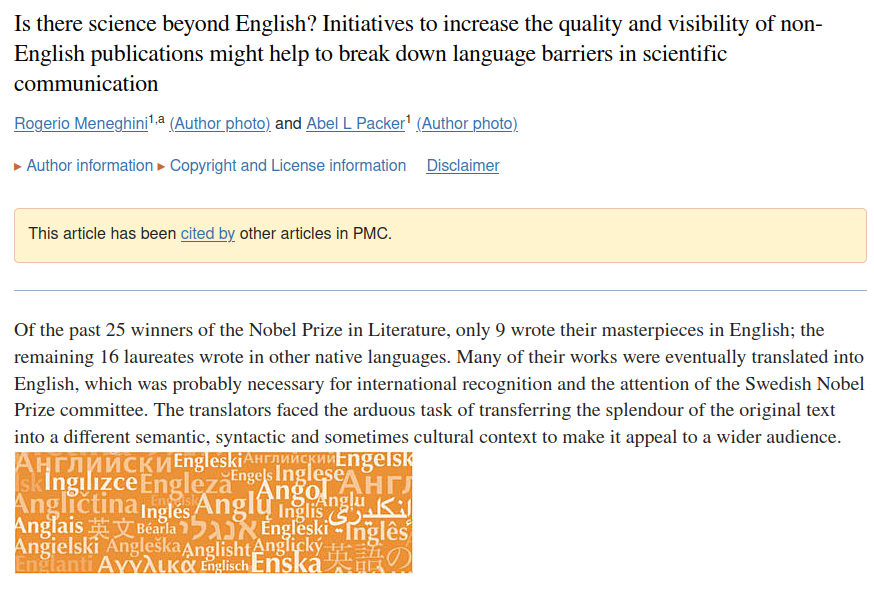 Is there science beyond English? Initiatives to increase the quality and visibility of non-
English publications might help to break down language barriers in scientific
communication
Rogerio Meneghini1,a (Author photo) and Abel L Packer1 (Author photo)
▸ Author information ▸ Copyright and License information Disclaimer
This article has been cited by other articles in PMC.
Of the past 25 winners of the Nobel Prize in Literature, only 9 wrote their masterpieces in English; the
remaining 16 laureates wrote in other native languages. Many of their works were eventually translated into
English, which was probably necessary for international recognition and the attention of the Swedish Nobel
Prize committee. The translators faced the arduous task of transferring the splendour of the original text
into a different semantic, syntactic and sometimes cultural context to make it appeal to a wider audience.
Английски Engleski Английский Engelsk
sk İngilizce Engleză Engels Inglese АНГЛ
Angličtina Inglés Anglų Angol Inglis Anglų
Anglais 英文 Béarla אנגלי Engleski Inglês انكليزي
Angielski Angleška Anglisht Anglický 英語の
Englanti Αγγλικα Englisch Enska